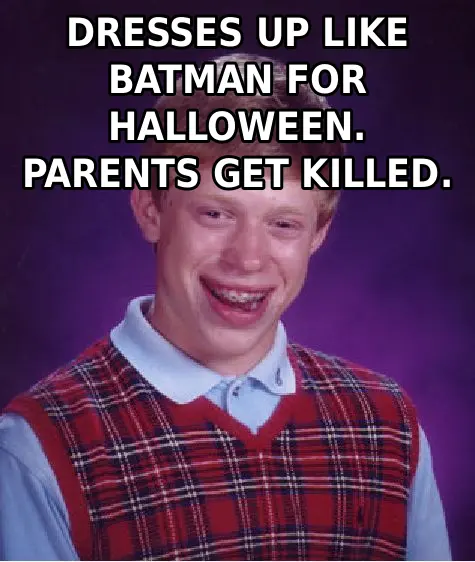 DRESSES UP LIKE
BATMAN FOR
HALLOWEEN.
PARENTS GET KILLED.